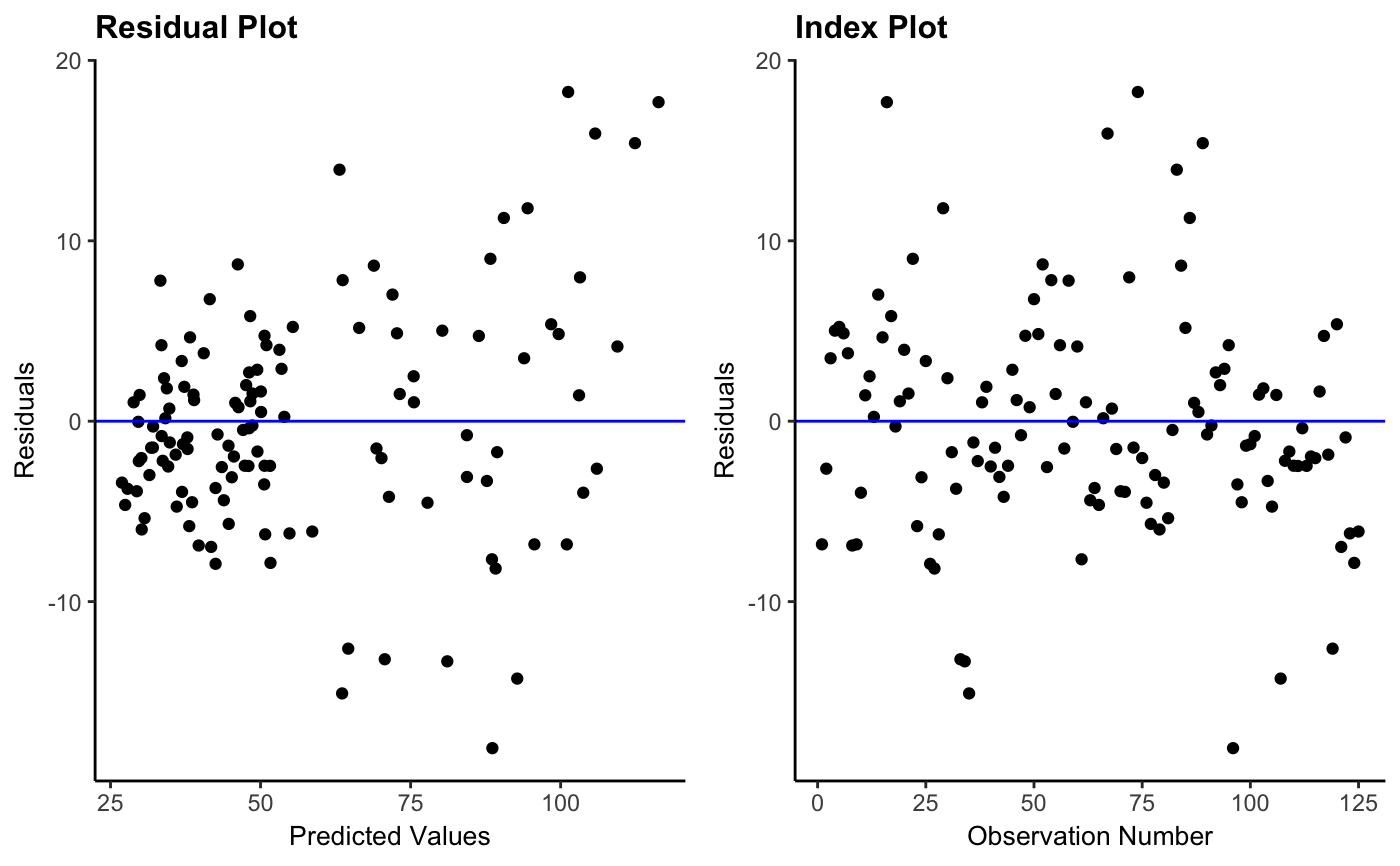 Residual Plot
20
10
0
-10
25 50 75 100
Predicted Values
Residuals
Index Plot
20
10
0
-10
0 25 50 75 100 125
Observation Number
Residuals